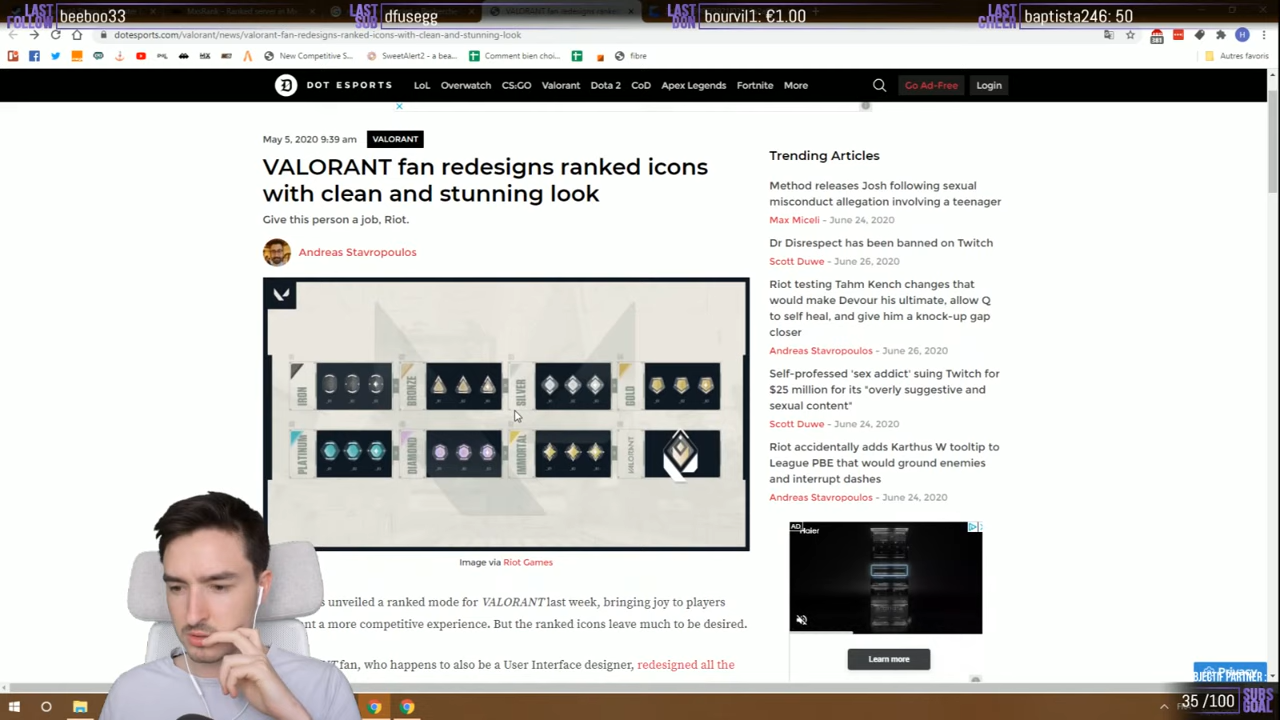 LAST FOLLOW
beeboo33
LAST SUB
dfusegg
LAST DON
bourvil1: €1.00
LAST CHEER
baptista246: 50
dotesports.com/valorant/news/valorant-fan-redesigns-ranked-icons-with-clean-and-stunning-look
New Competitive S...
SweetAlert2 - a bea...
Comment bien choi...
fibre
Autres favoris
DOT ESPORTS
LoL Overwatch CS:GO Valorant Dota 2 CoD Apex Legends Fortnite More
Go Ad-Free
Login
May 5, 2020 9:39 am
VALORANT
VALORANT fan redesigns ranked icons
with clean and stunning look
Give this person a job, Riot.
Andreas Stavropoulos
IRON
BRONZE
SILVER
GOLD
PLATINUM
DIAMOND
IMMORTAL
VALORANT
Image via Riot Games
unveiled a ranked mode for VALORANT last week, bringing joy to players
a more competitive experience. But the ranked icons leave much to be desired.
fan, who happens to also be a User Interface designer, redesigned all the
Trending Articles
Method releases Josh following sexual
misconduct allegation involving a teenager
Max Miceli - June 24, 2020
Dr Disrespect has been banned on Twitch
Scott Duwe - June 26, 2020
Riot testing Tahm Kench changes that
would make Devour his ultimate, allow Q
to self heal, and give him a knock-up gap
closer
Andreas Stavropoulos - June 26, 2020
Self-professed 'sex addict' suing Twitch for
$25 million for its "overly suggestive and
sexual content"
Scott Duwe - June 24, 2020
Riot accidentally adds Karthus W tooltip to
League PBE that would ground enemies
and interrupt dashes
Andreas Stavropoulos - June 24, 2020
AD
Haier
Learn more
Privacy
BJECTIF PARTNER :
35 /100
SUBS GOAL